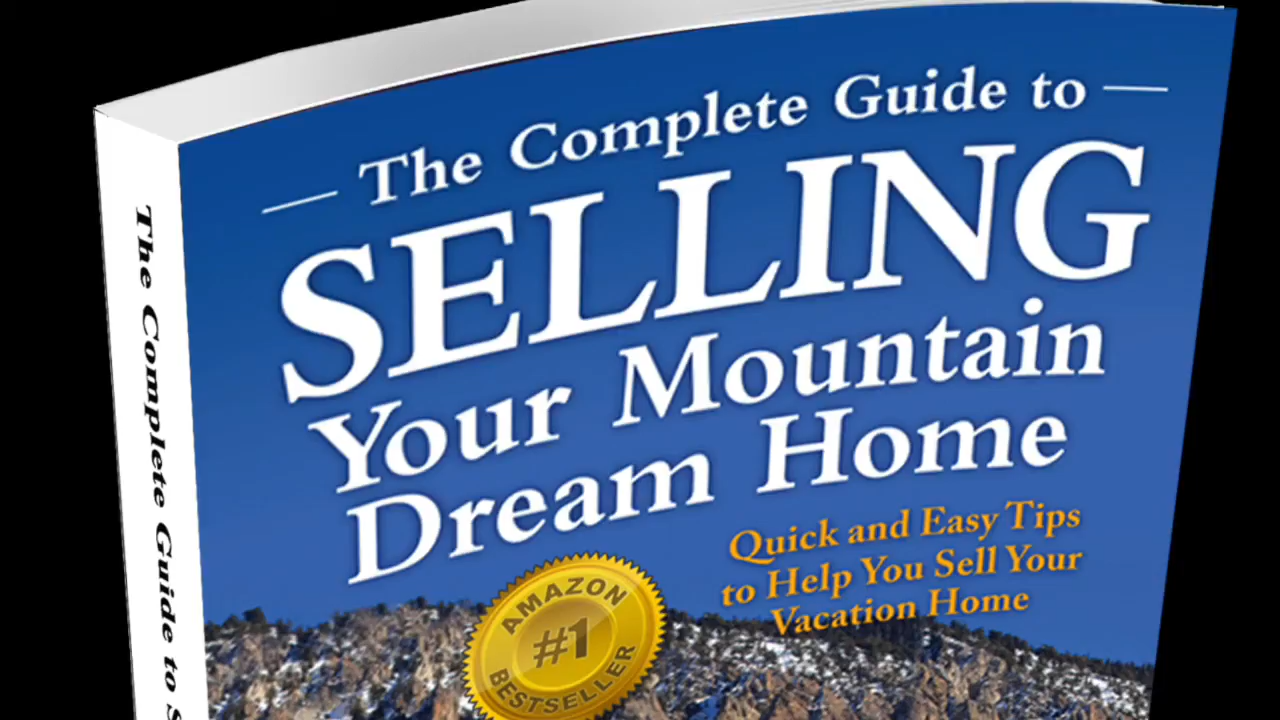 The Complete Guide to
SELLING
Your Mountain
Dream Home
Quick and Easy Tips
to Help You Sell Your
Vacation Home
AMAZON
#1
BESTSELLER
The Complete Guide to S